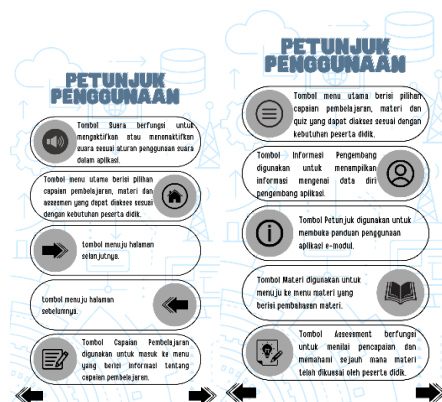 PETUNJUK
PENGGUNAAN
Tombol Suara berfungsi untuk
mengaktifkan atau menonaktifkan
suara sesuai aturan penggunaan suara
dalam aplikasi.
Tombol menu utama berisi pilihan
capaian pembelajaran, materi dan
assesmen yang dapat diakses sesuai
dengan kebutuhan peserta didik.
tombol menuju halaman
selanjutnya.
tombol menuju halaman
sebelumnya.
Tombol Capaian Pembelajaran
digunakan untuk masuk ke menu
yang berisi informasi tentang
capaian pembelajaran.
PETUNJUK
PENGGUNAAN
Tombol menu utama berisi pilihan
capaian pembelajaran, materi dan
quiz yang dapat diakses sesuai dengan
kebutuhan peserta didik.
Tombol Informasi Pengembang
digunakan untuk menampilkan
informasi mengenai data diri
pengembang aplikasi.
Tombol Petunjuk digunakan untuk
membuka panduan penggunaan
aplikasi e-modul.
Tombol Materi digunakan untuk
menuju ke menu materi yang
berisi pembahasan materi.
Tombol Assessment berfungsi
untuk menilai pencapaian dan
memahami sejauh mana materi
telah dikuasai oleh peserta didik.